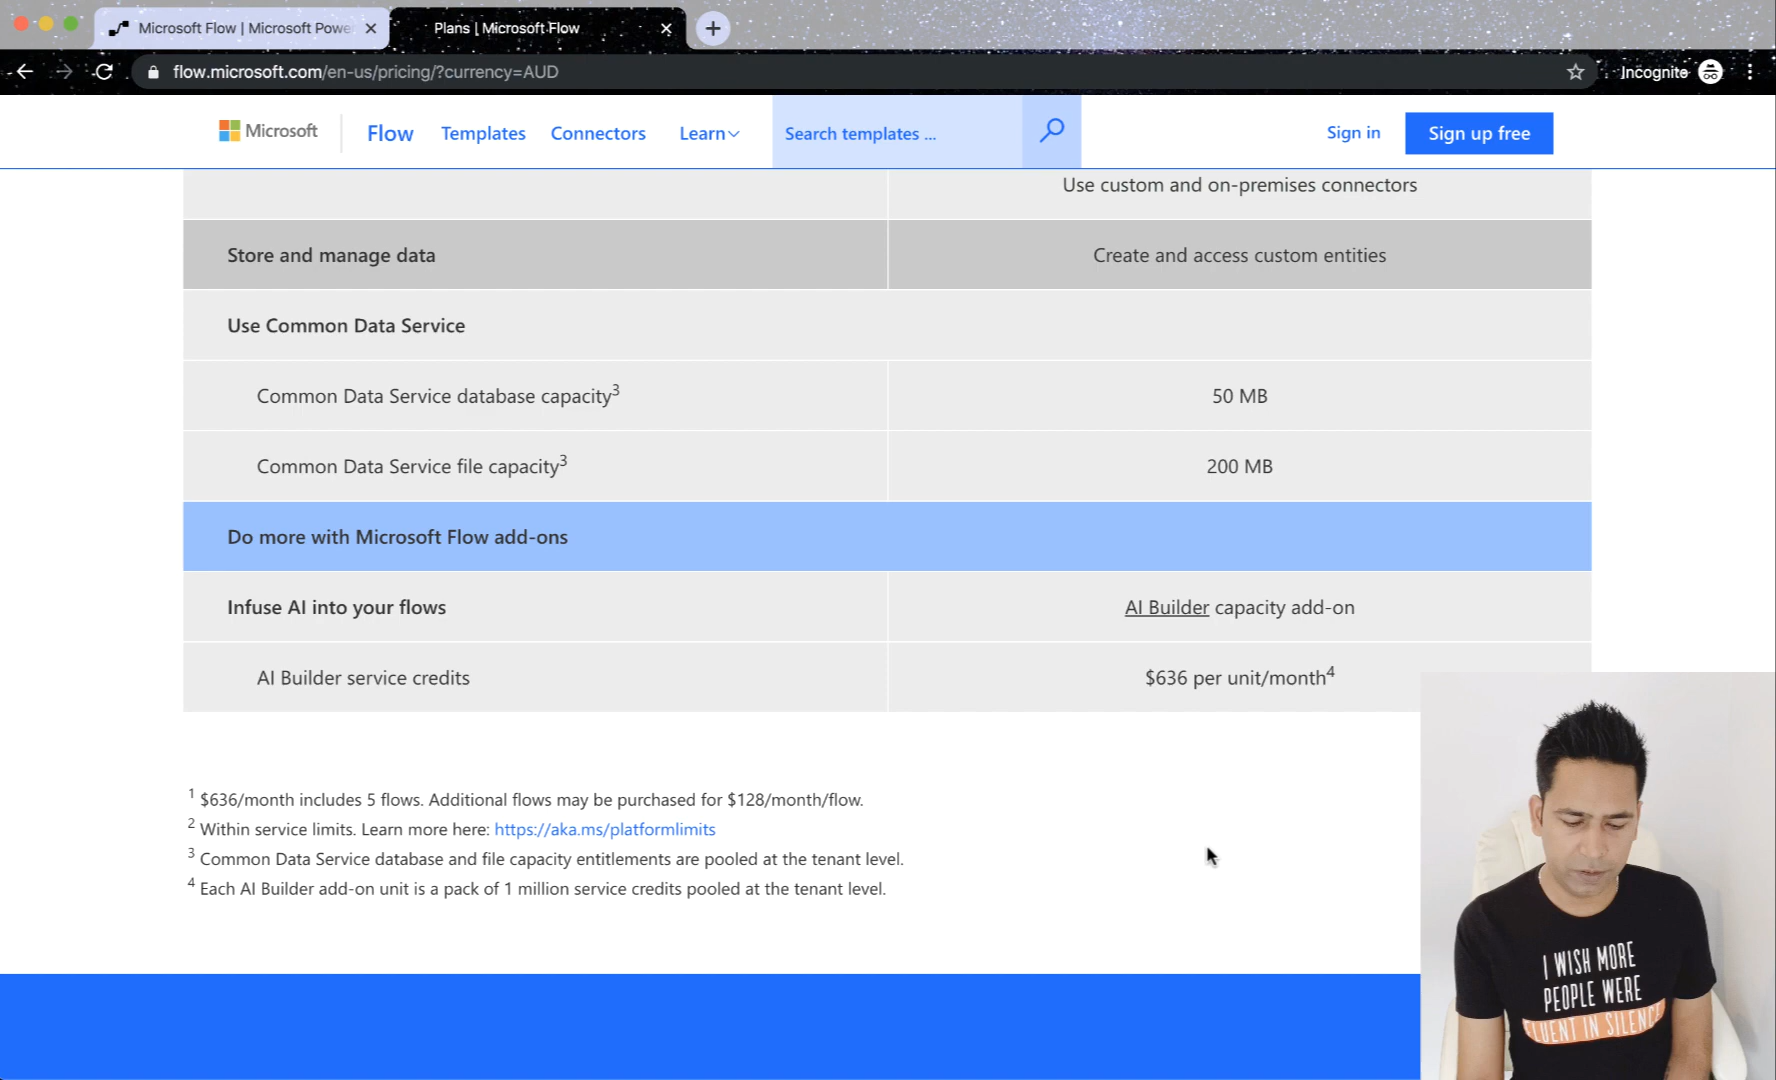 Microsoft Flow | Microsoft Powe
Plans | Microsoft Flow
flow.microsoft.com/en-us/pricing/?currency=AUD
Incognito
Microsoft
Flow
Templates
Connectors
Learn
Search templates ...
Sign in
Sign up free
Use custom and on-premises connectors
Store and manage data
Create and access custom entities
Use Common Data Service
Common Data Service database capacity³
50 MB
Common Data Service file capacity³
200 MB
Do more with Microsoft Flow add-ons
Infuse AI into your flows
AI Builder capacity add-on
AI Builder service credits
$636 per unit/month⁴
¹ $636/month includes 5 flows. Additional flows may be purchased for $128/month/flow.
² Within service limits. Learn more here: https://aka.ms/platformlimits
³ Common Data Service database and file capacity entitlements are pooled at the tenant level.
⁴ Each AI Builder add-on unit is a pack of 1 million service credits pooled at the tenant level.
I WISH MORE
PEOPLE WERE
FLUENT IN SILENCE